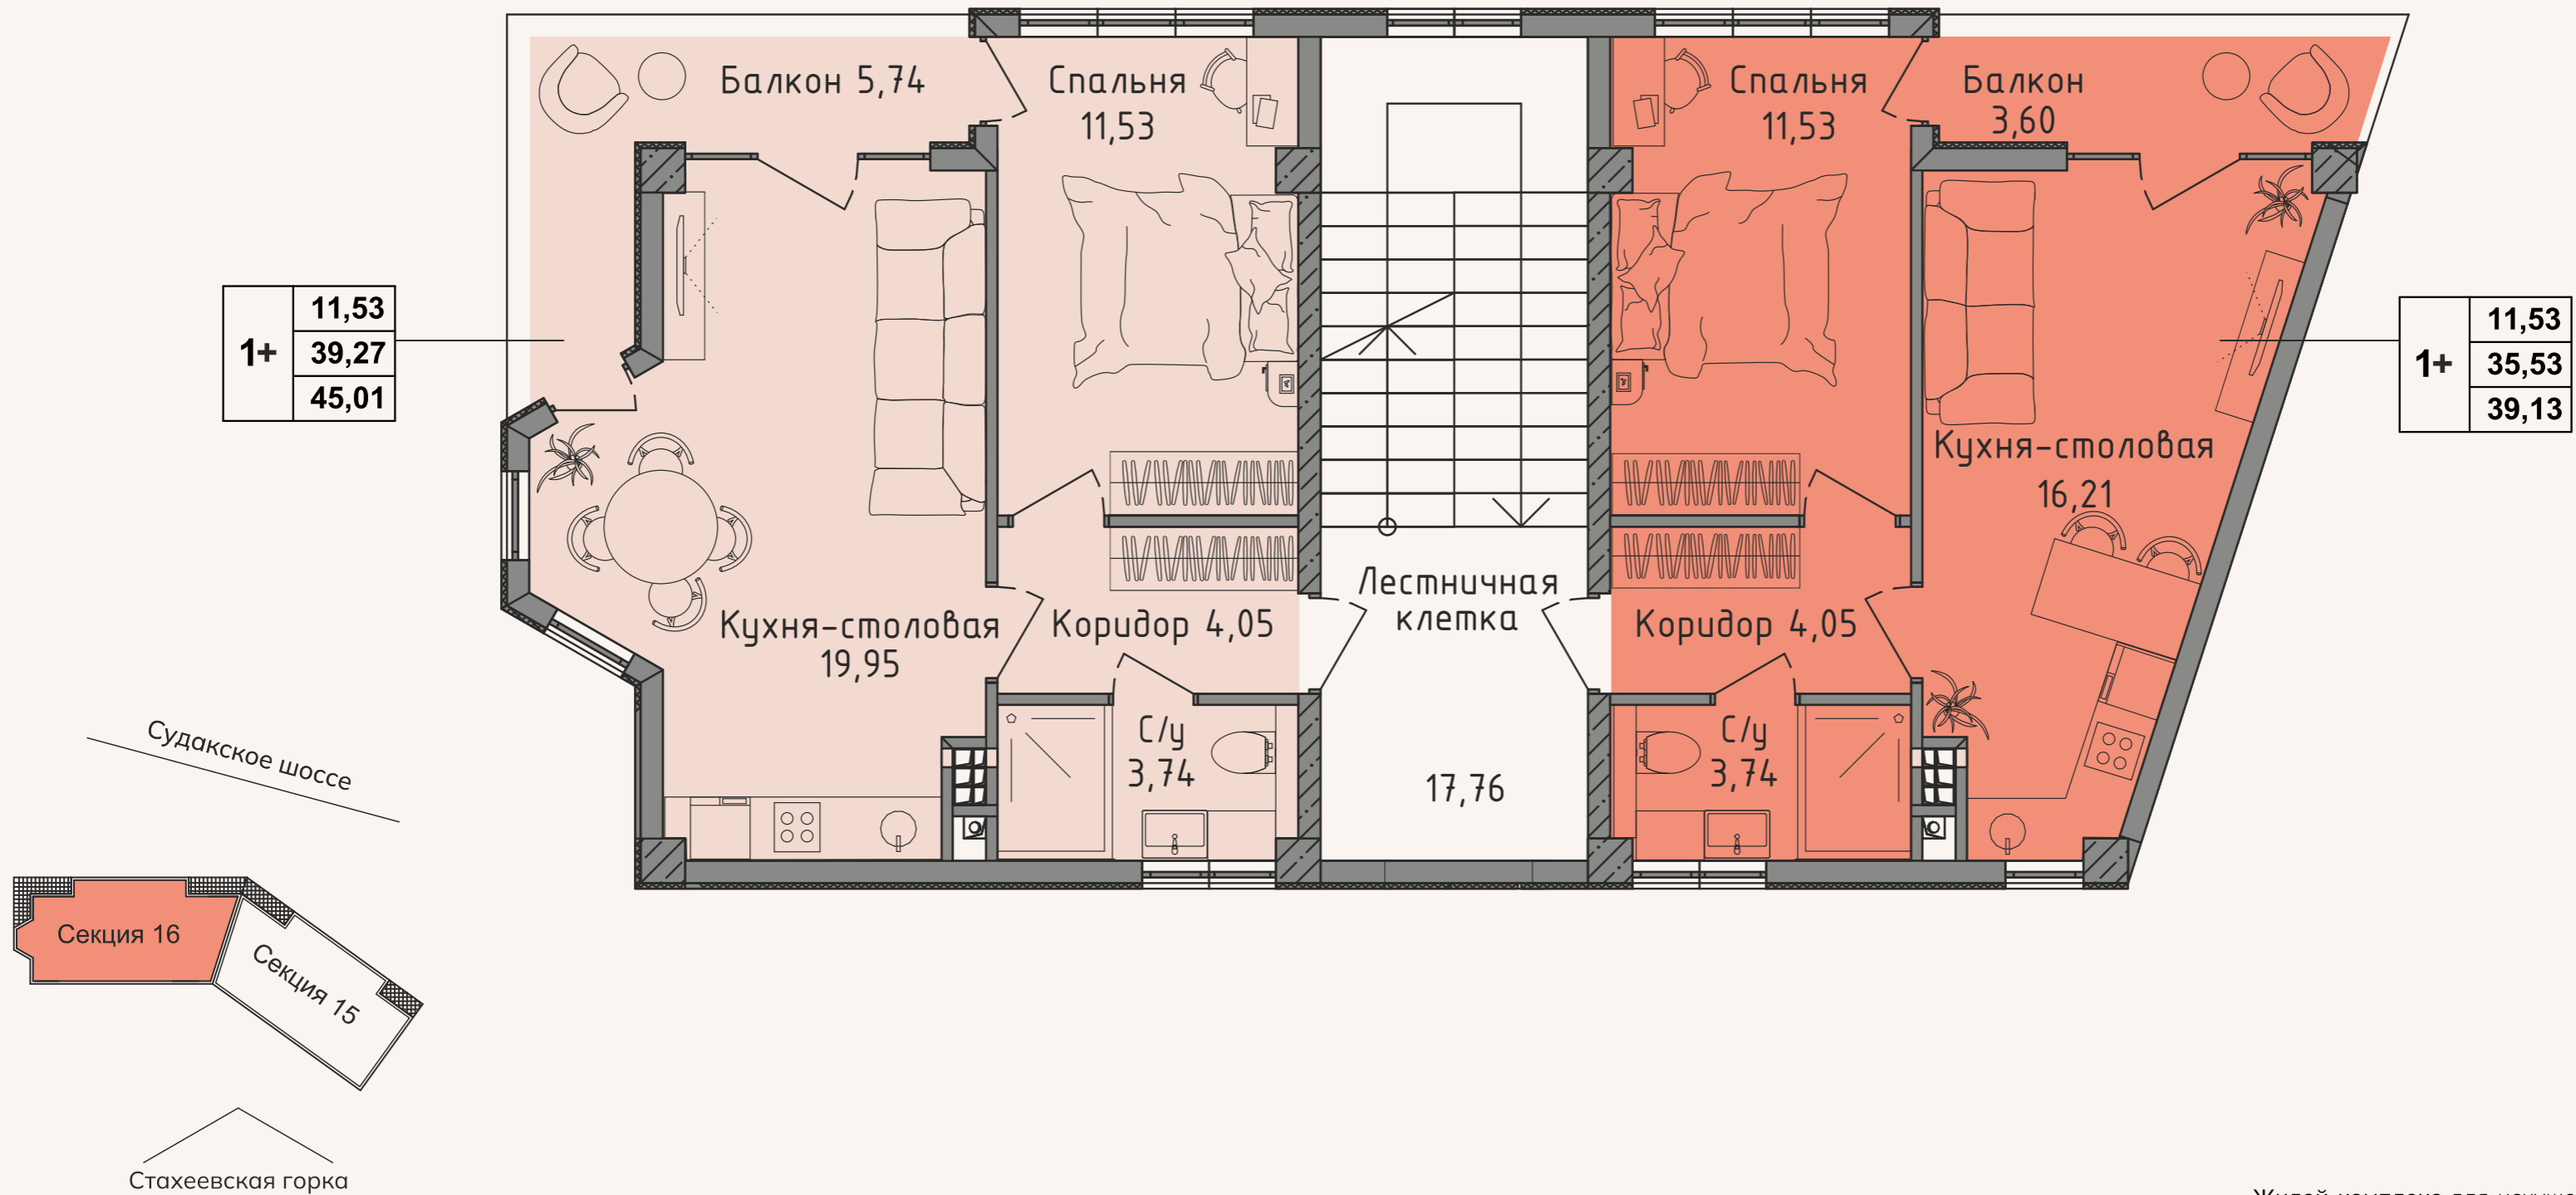 Балкон 5,74
Спальня
11,53
Спальня
11,53
Балкон
3,60
1+
11,53
39,27
45,01
1+
11,53
35,53
39,13
Кухня-столовая
16,21
Лестничная
клетка
Кухня-столовая
19,95
Коридор 4,05
Коридор 4,05
С/у
3,74
17,76
С/у
3,74
Судакское шоссе
Секция 16
Секция 15
Стахеевская горка